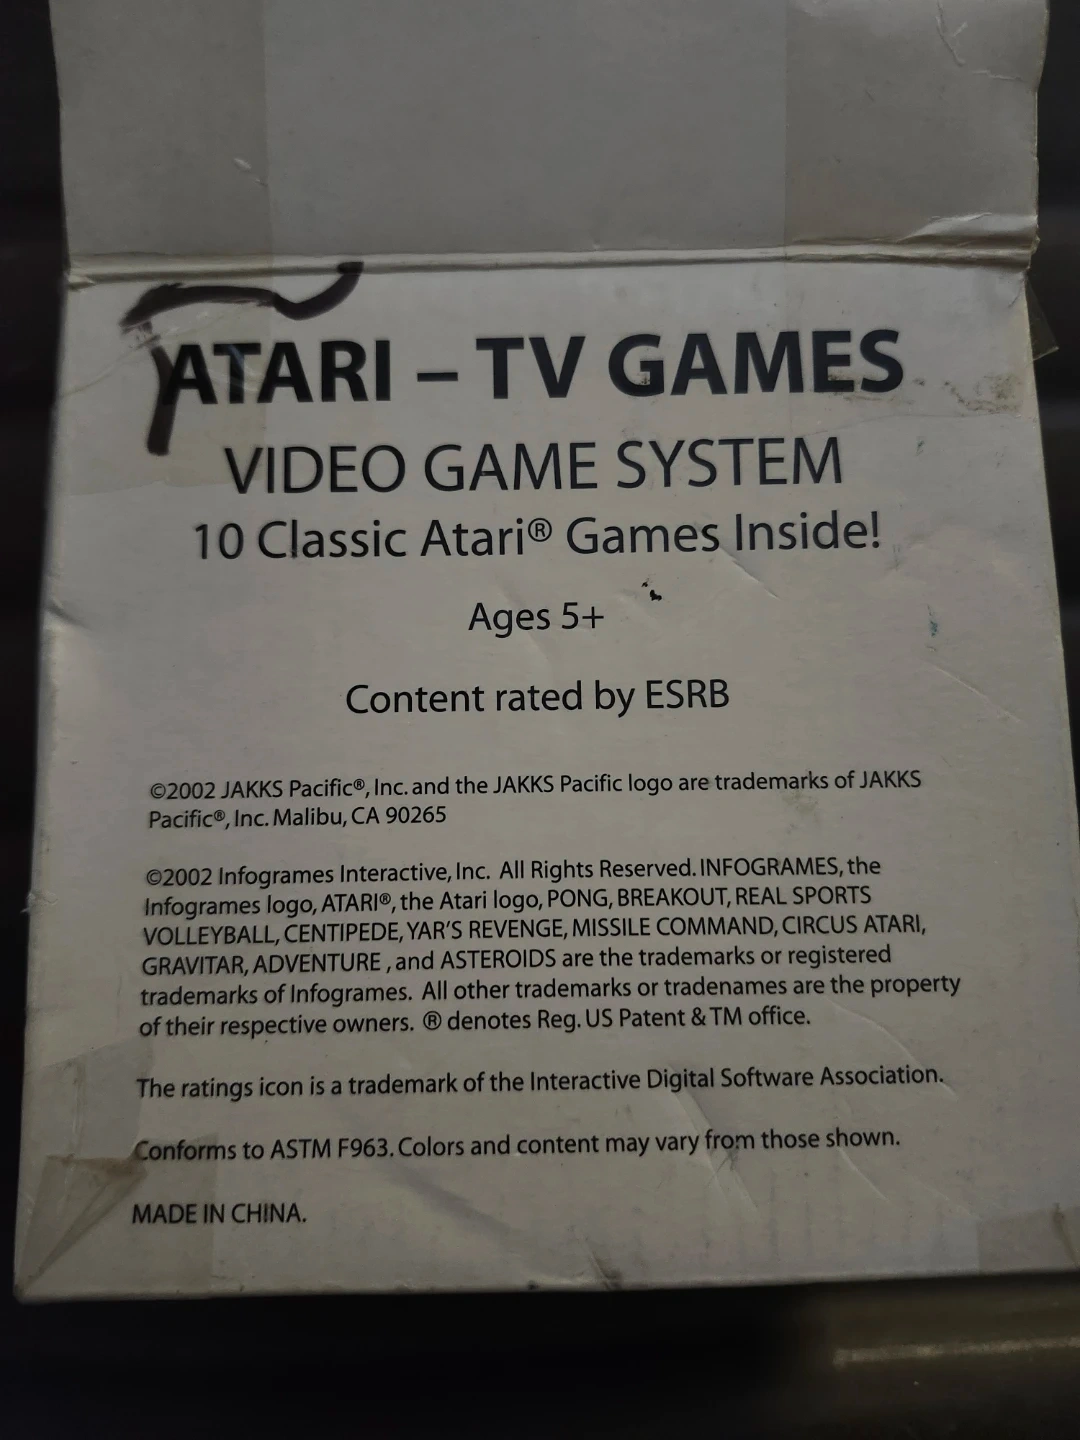 ATARI – TV GAMES
VIDEO GAME SYSTEM
10 Classic Atari® Games Inside!
Ages 5+
Content rated by ESRB
©2002 JAKKS Pacific®, Inc. and the JAKKS Pacific logo are trademarks of JAKKS
Pacific®, Inc. Malibu, CA 90265
©2002 Infogrames Interactive, Inc. All Rights Reserved. INFOGRAMES, the
Infogrames logo, ATARI®, the Atari logo, PONG, BREAKOUT, REAL SPORTS
VOLLEYBALL, CENTIPEDE, YAR'S REVENGE, MISSILE COMMAND, CIRCUS ATARI,
GRAVITAR, ADVENTURE , and ASTEROIDS are the trademarks or registered
trademarks of Infogrames. All other trademarks or tradenames are the property
of their respective owners. ® denotes Reg. US Patent & TM office.
The ratings icon is a trademark of the Interactive Digital Software Association.
Conforms to ASTM F963. Colors and content may vary from those shown.
MADE IN CHINA.